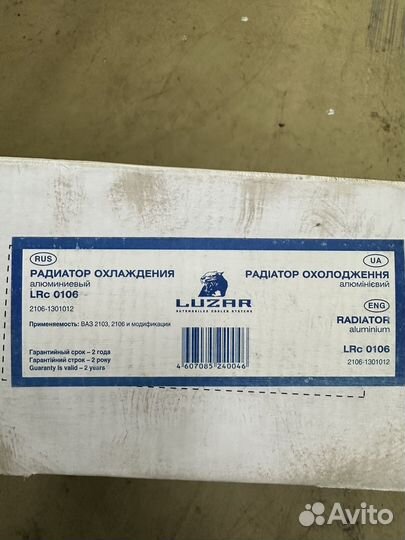 RUS
РАДИАТОР ОХЛАЖДЕНИЯ
алюминиевый
LRc 0106
2106-1301012
Применяемость: ВАЗ 2103, 2106 и модификации
Гарантийный срок – 2 года
Гарантійний строк – 2 року
Guaranty is valid – 2 years
LUZAR
AUTOMOBILES COOLER SYSTEMS
4 607085 240046
UA
РАДІАТОР ОХОЛОДЖЕННЯ
алюмінієвий
ENG
RADIATOR
aluminium
LRc 0106
2106-1301012
Avito